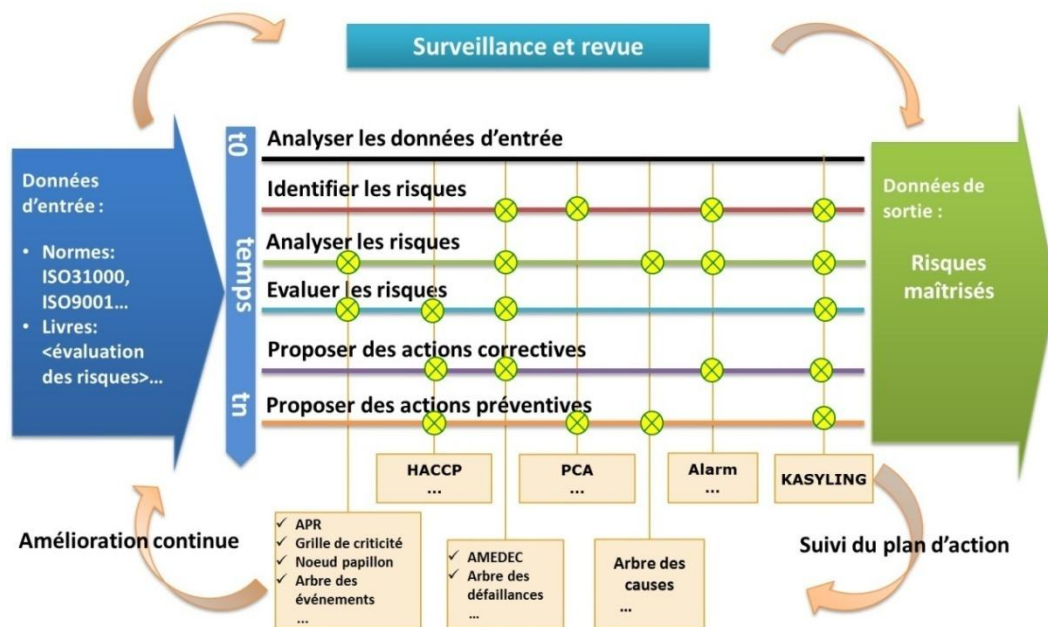 Surveillance et revue
Données
d'entrée :
• Normes:
ISO31000,
ISO9001...
• Livres:
<évaluation
des risques>...
t0
temps
tn
Analyser les données d'entrée
Identifier les risques
Analyser les risques
Evaluer les risques
Proposer des actions correctives
Proposer des actions préventives
Données de
sortie :
Risques
maîtrisés
HACCP
...
PCA
...
Alarm
...
KASYLING
Amélioration continue
✓ APR
✓ Grille de criticité
✓ Noeud papillon
✓ Arbre des
événements
...
✓ AMEDEC
✓ Arbre des
défaillances
...
Arbre des
causes
...
Suivi du plan d'action